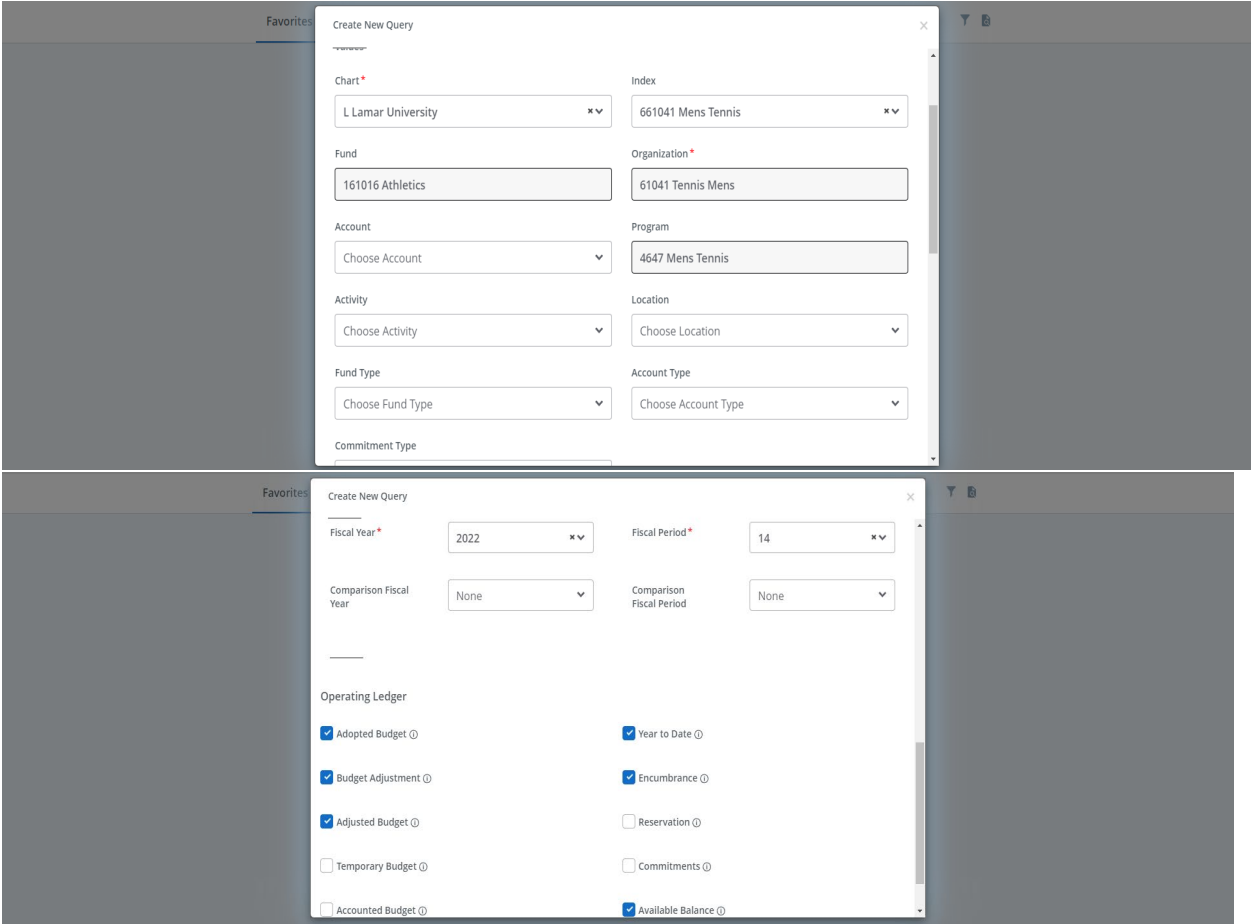 Favorites
Create New Query
Values
Chart*
Index
L Lamar University
661041 Mens Tennis
Fund
Organization*
161016 Athletics
61041 Tennis Mens
Account
Program
Choose Account
4647 Mens Tennis
Activity
Location
Choose Activity
Choose Location
Fund Type
Account Type
Choose Fund Type
Choose Account Type
Commitment Type
Favorites
Create New Query
Fiscal Year*
2022
Fiscal Period*
14
Comparison Fiscal
Year
None
Comparison
Fiscal Period
None
Operating Ledger
Adopted Budget
Year to Date
Budget Adjustment
Encumbrance
Adjusted Budget
Reservation
Temporary Budget
Commitments
Accounted Budget
Available Balance